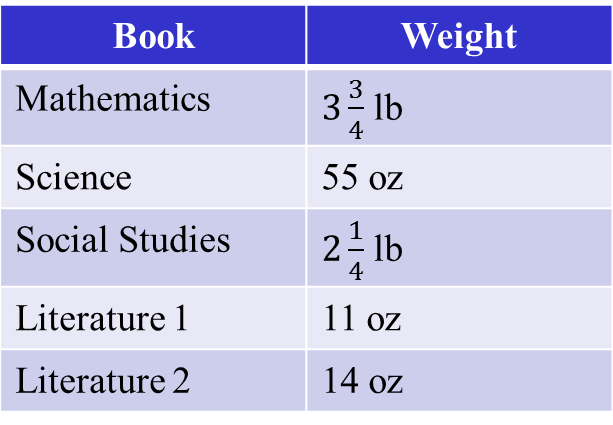 Book Weight
Mathematics 3 3/4 lb
Science 55 oz
Social Studies 2 1/4 lb
Literature 1 11 oz
Literature 2 14 oz